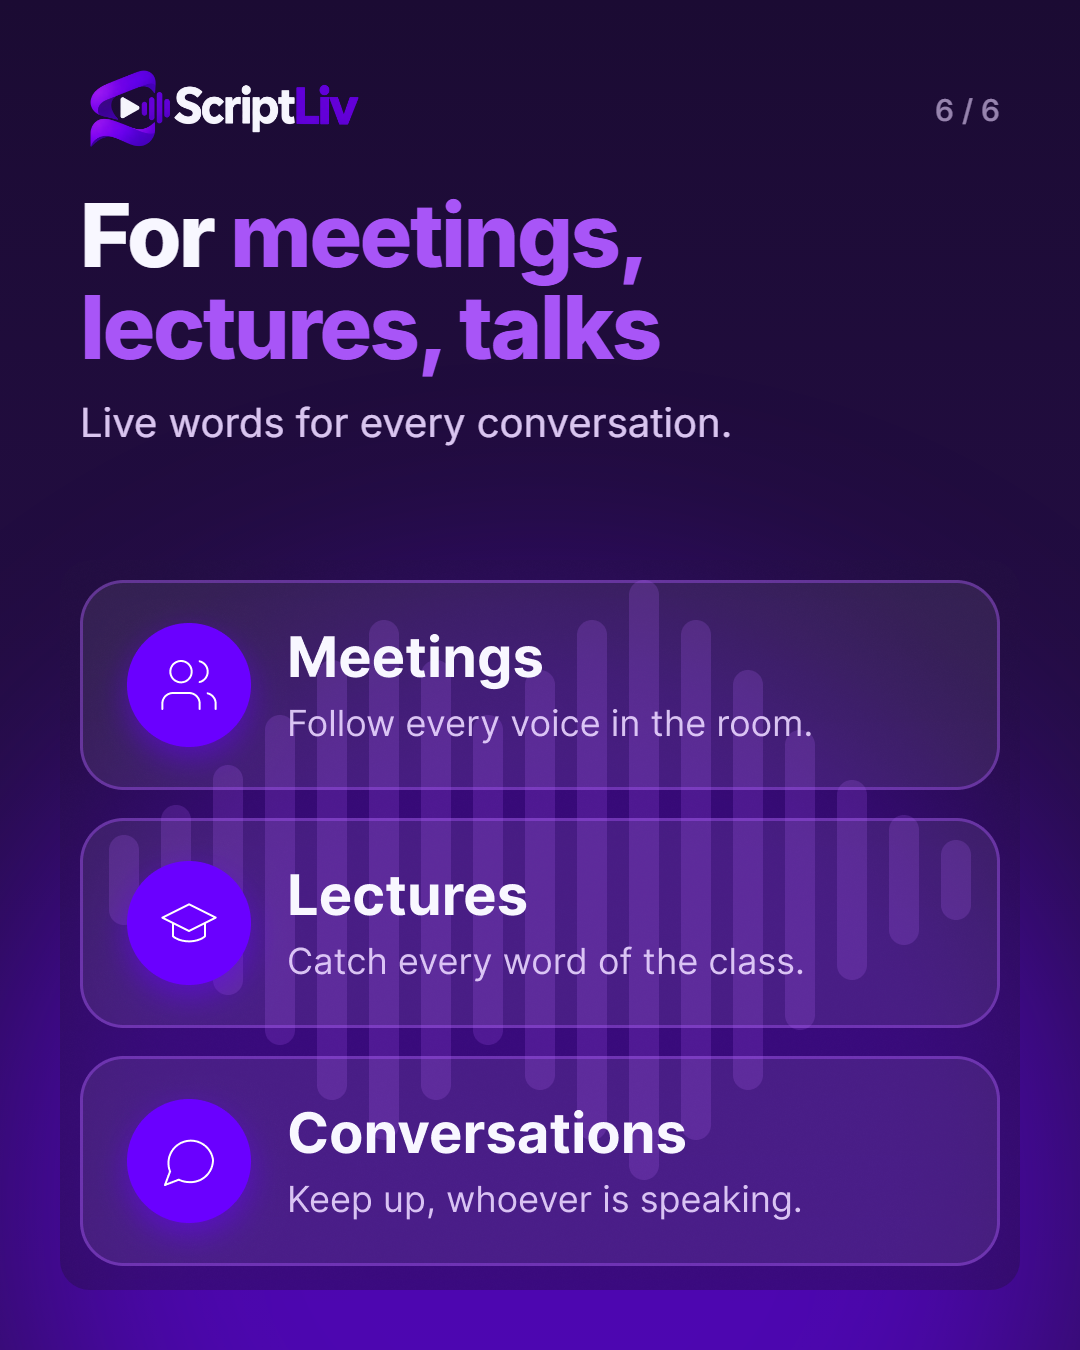 ScriptLiv
6 / 6
For meetings,
lectures, talks
Live words for every conversation.
Meetings
Follow every voice in the room.
Lectures
Catch every word of the class.
Conversations
Keep up, whoever is speaking.